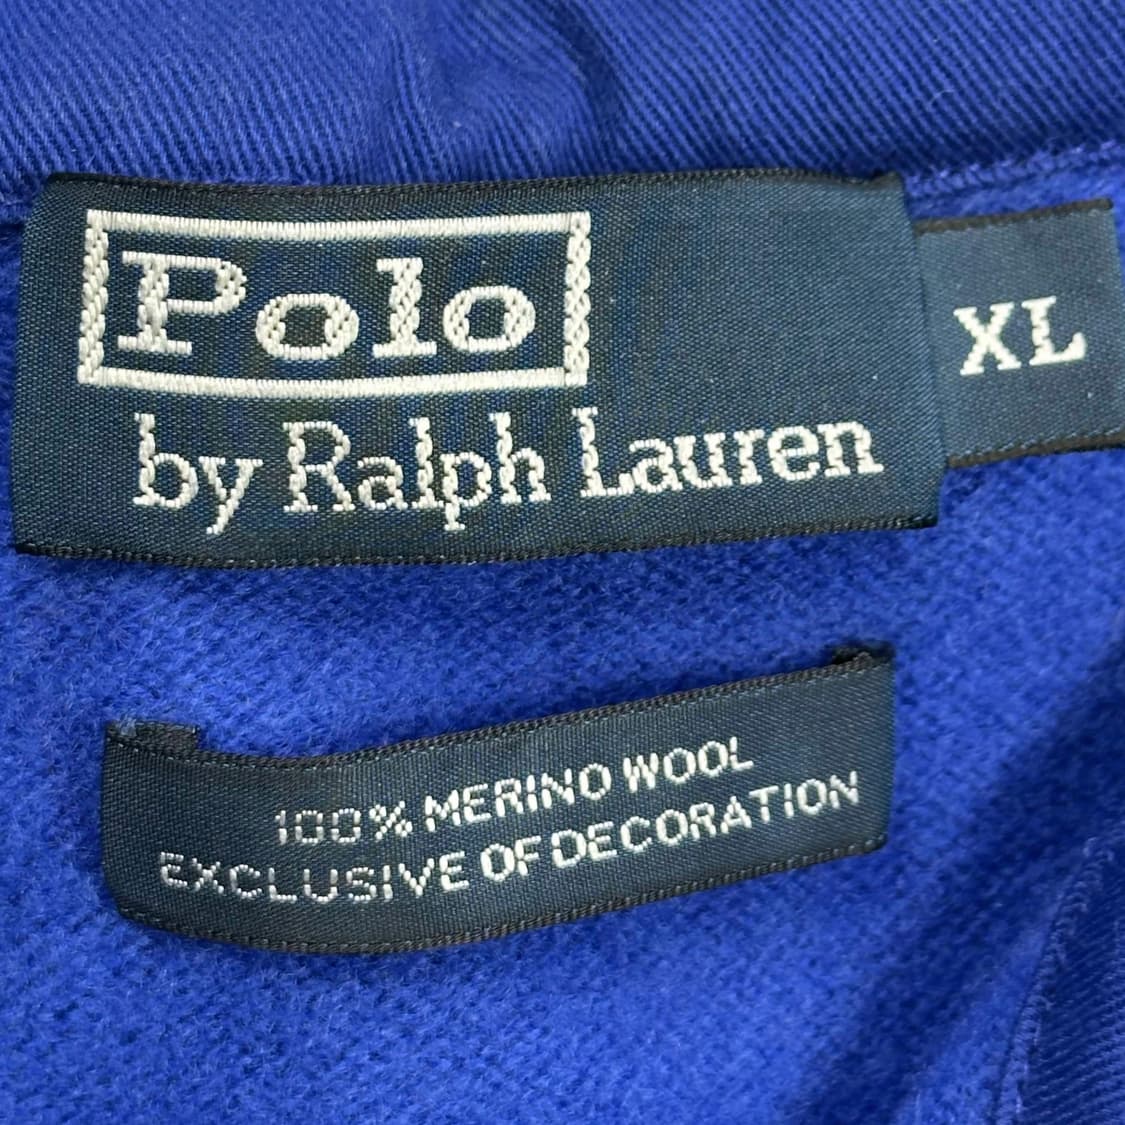 Polo
by Ralph Lauren
XL
100% MERINO WOOL
EXCLUSIVE OF DECORATION